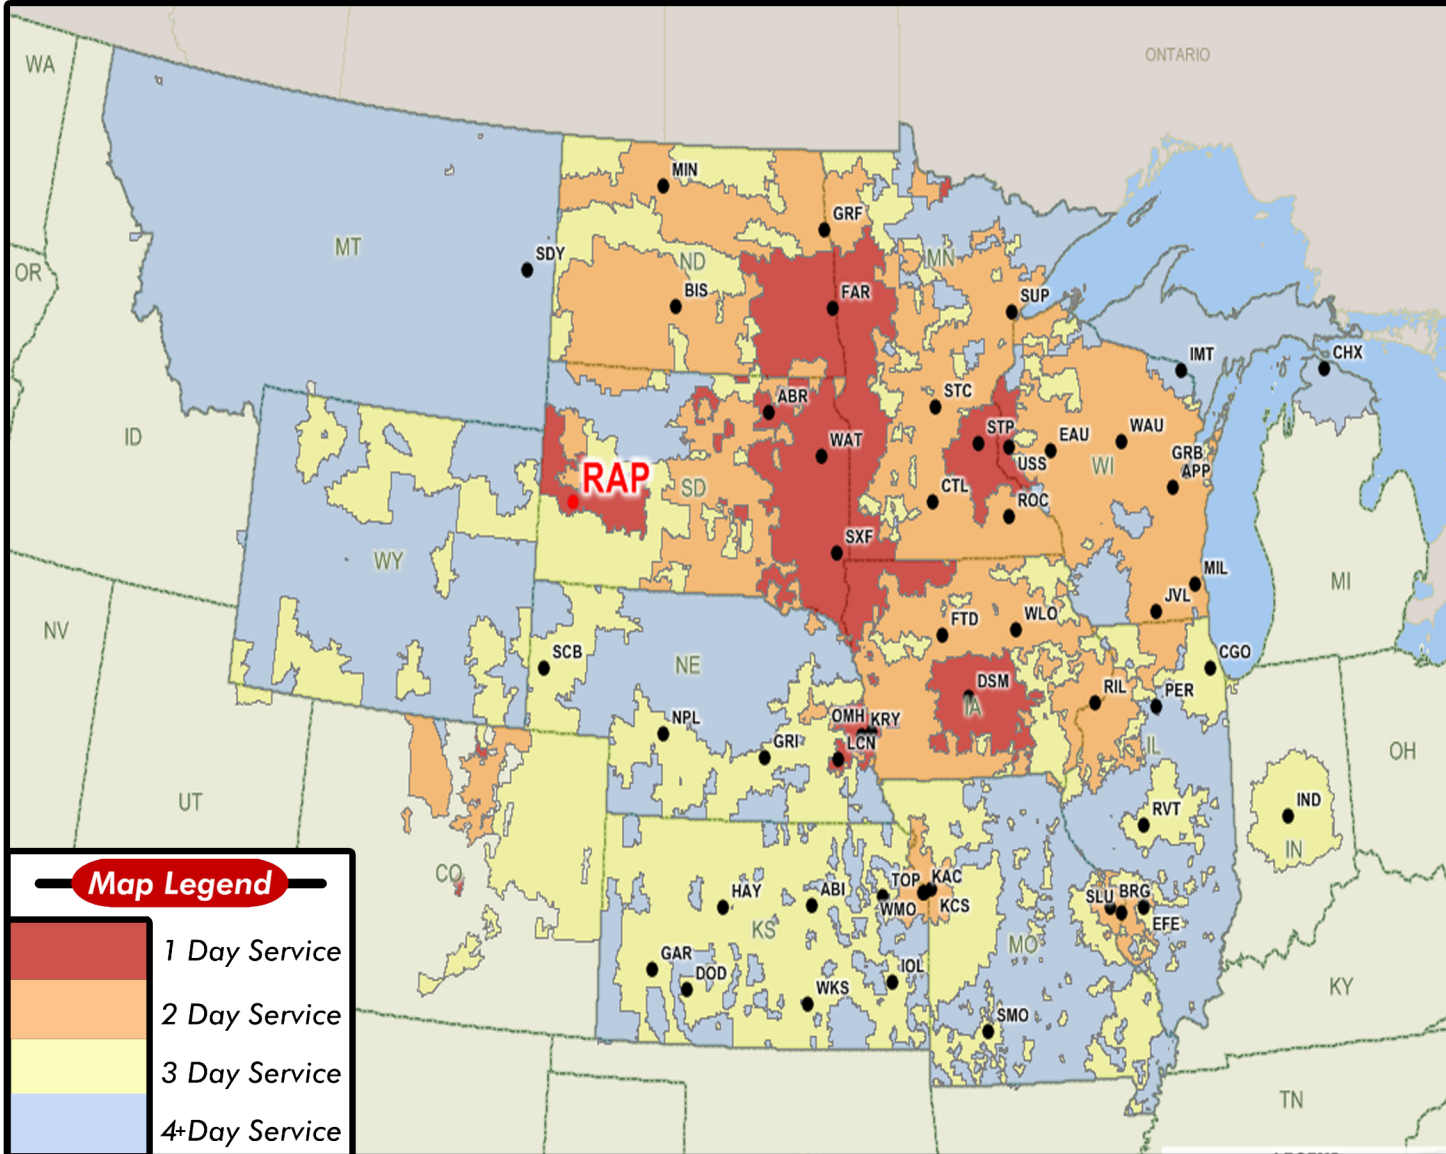 ONTARIO
WA
MIN
GRF
MT
SDY
ND
MN
OR
BIS
FAR
SUP
IMT
CHX
ABR
STC
ID
WAT
STP
EAU
WAU
USS
WI
GRB
APP
RAP
SD
CTL
ROC
SXF
WY
MIL
MI
JVL
NV
FTD
WLO
SCB
NE
CGO
DSM
RIL
PER
IA
NPL
OMH
KRY
LCN
GRI
IL
OH
UT
RVT
IND
IN
CO
HAY
ABI
TOP
KAC
SLU
BRG
WMO
KCS
EFE
KS
MO
GAR
DOD
IOL
WKS
KY
SMO
TN
Map Legend
1 Day Service
2 Day Service
3 Day Service
4+Day Service